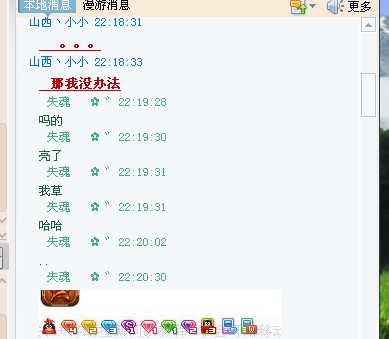 本地消息 漫游消息 更多
山西丶小小 22:18:31
。。。
山西丶小小 22:18:33
那我没办法
失魂 ✿ ゛ 22:19:28
吗的
失魂 ✿ ゛ 22:19:30
亮了
失魂 ✿ ゛ 22:19:31
我草
失魂 ✿ ゛ 22:19:31
哈哈
失魂 ✿ ゛ 22:20:02
..
失魂 ✿ ゛ 22:20:30